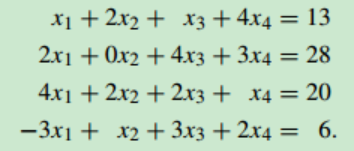 x₁ + 2x₂ + x₃ + 4x₄ = 13
2x₁ + 0x₂ + 4x₃ + 3x₄ = 28
4x₁ + 2x₂ + 2x₃ + x₄ = 20
−3x₁ + x₂ + 3x₃ + 2x₄ = 6.